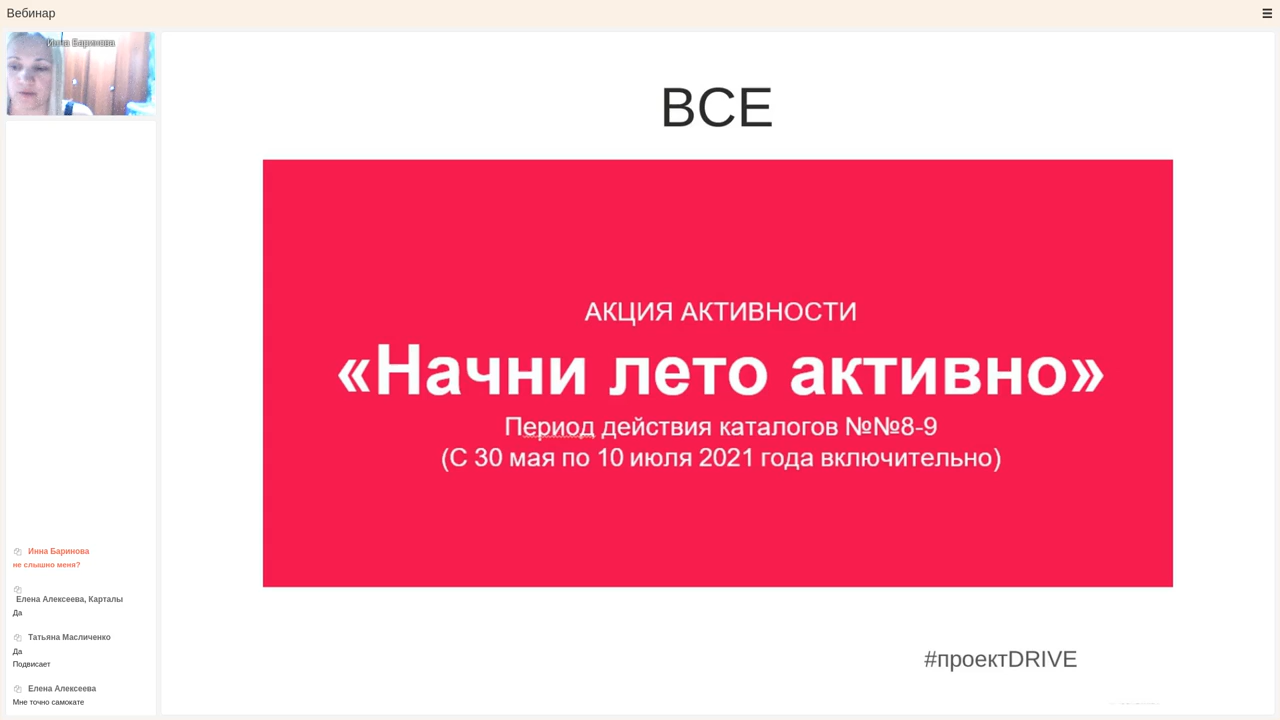 Вебинар
Инна Баринова
ВСЕ
АКЦИЯ АКТИВНОСТИ
«Начни лето активно»
Период действия каталогов №№8-9
(С 30 мая по 10 июля 2021 года включительно)
#проектDRIVE
Инна Баринова
не слышно меня?
Елена Алексеева, Карталы
Да
Татьяна Масличенко
Да
Подвисает
Елена Алексеева
Мне точно самокате